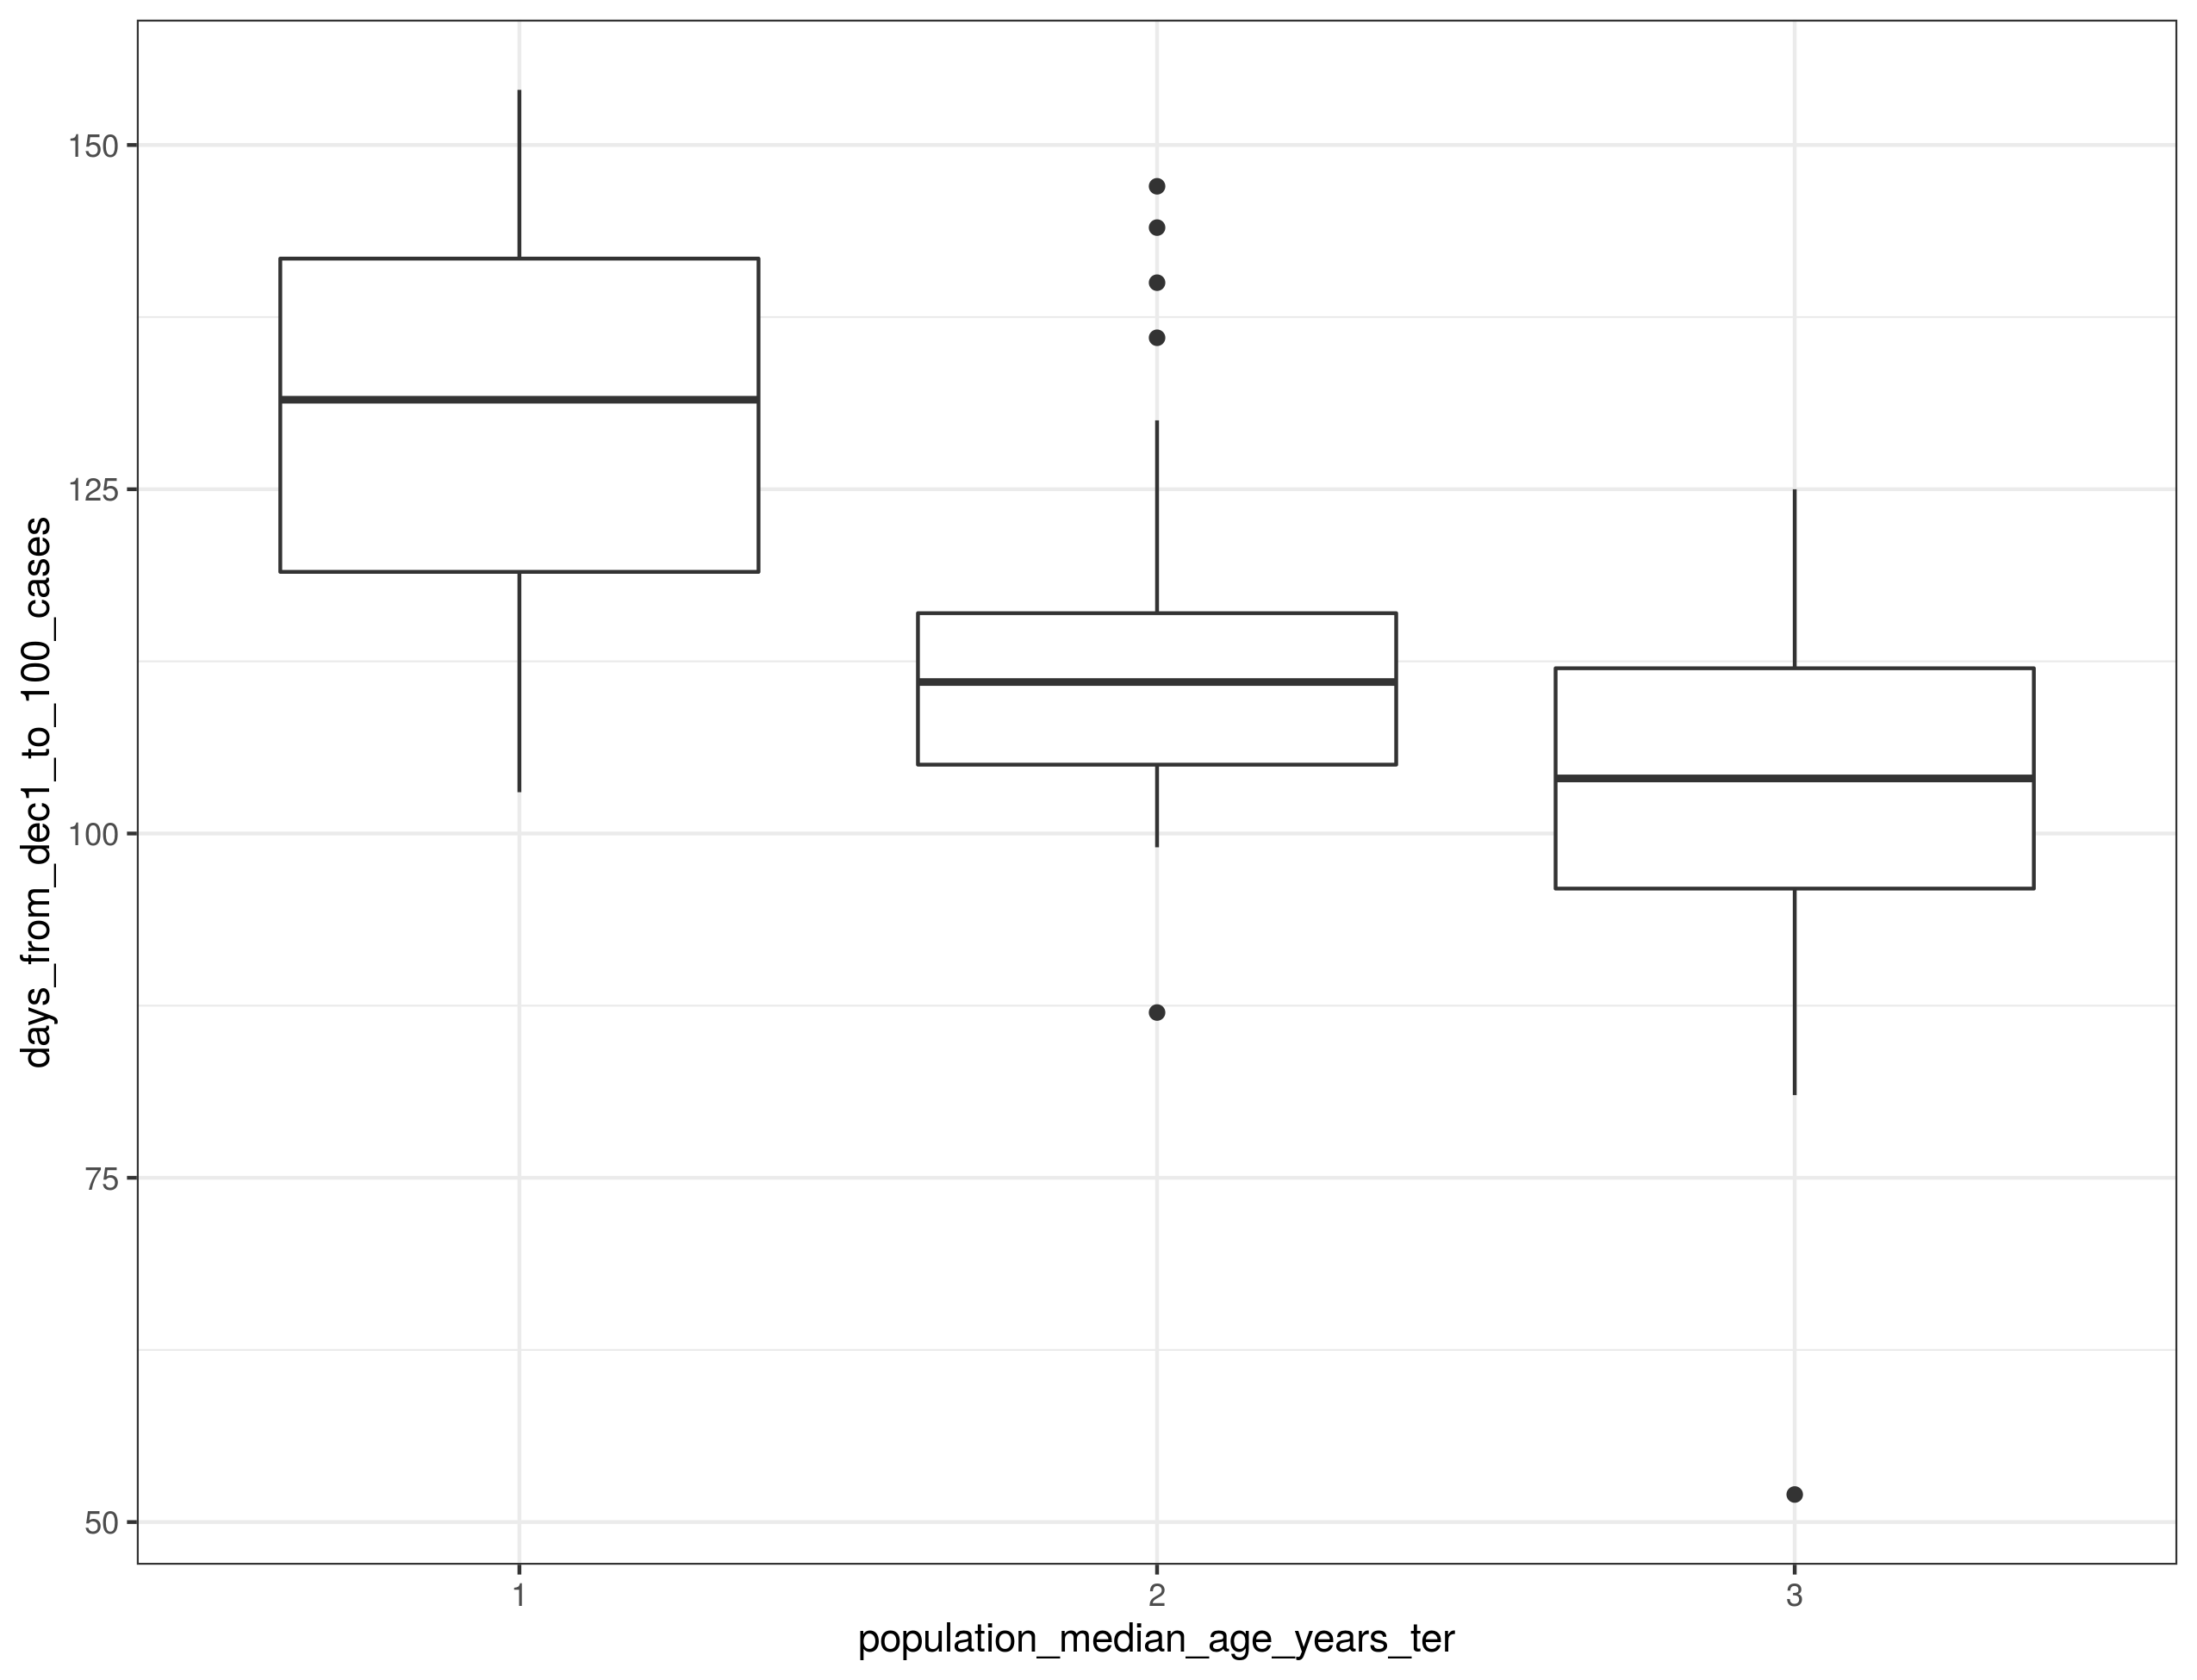 days_from_dec1_to_100_cases
150
125
100
75
50
1 2 3
population_median_age_years_ter